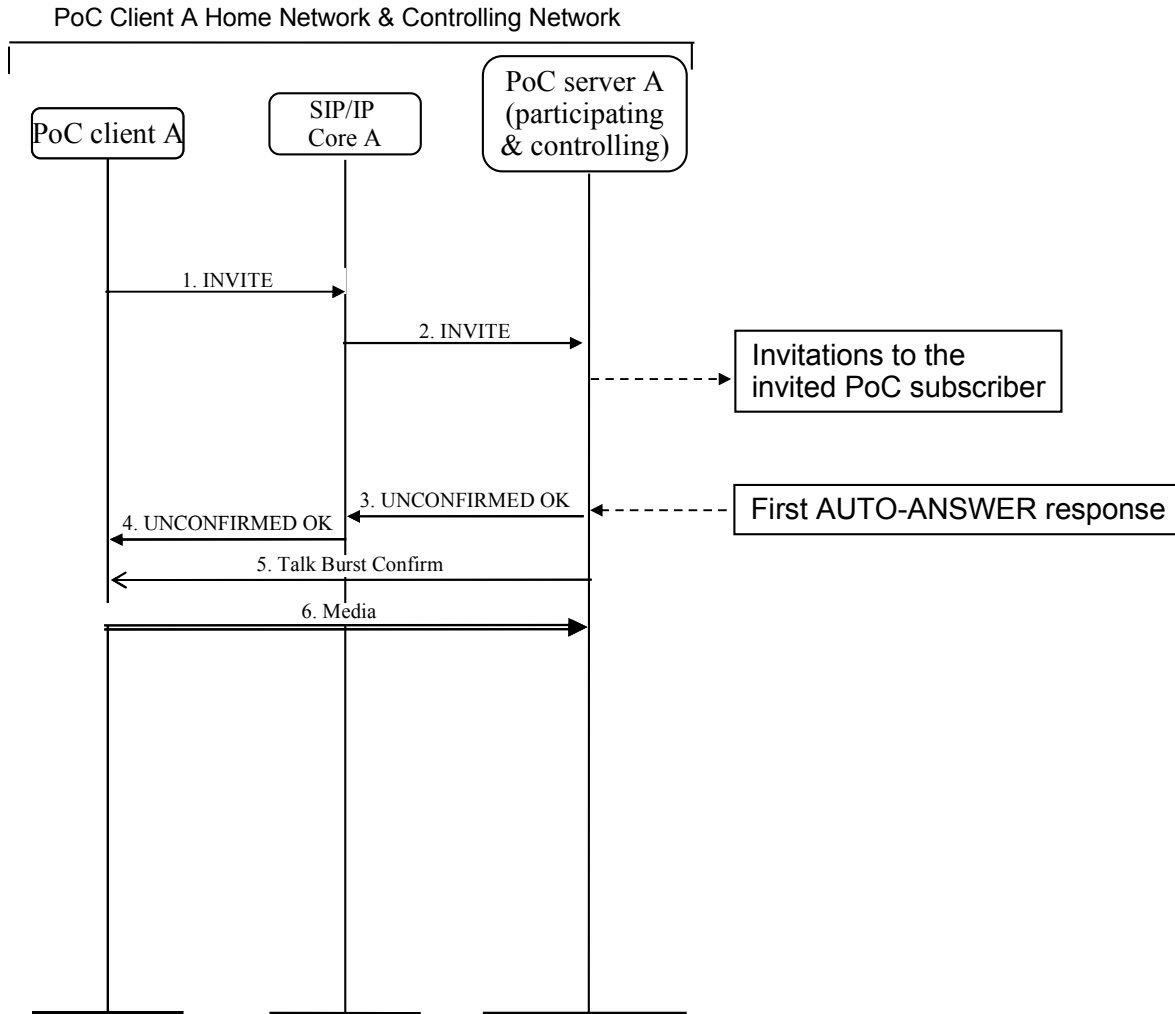 PoC Client A Home Network & Controlling Network
PoC client A
SIP/IP
Core A
PoC server A
(participating
& controlling)
1. INVITE
2. INVITE
Invitations to the
invited PoC subscriber
3. UNCONFIRMED OK
First AUTO-ANSWER response
4. UNCONFIRMED OK
5. Talk Burst Confirm
6. Media